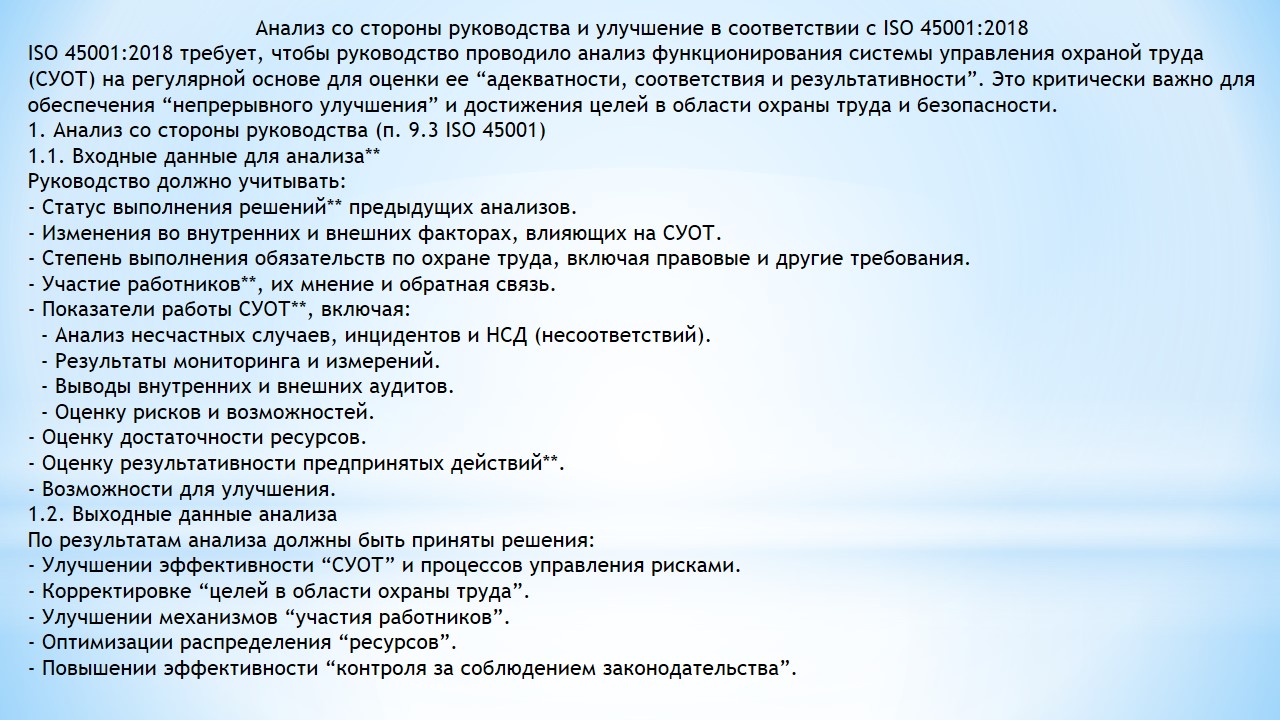 Анализ со стороны руководства и улучшение в соответствии с ISO 45001:2018
ISO 45001:2018 требует, чтобы руководство проводило анализ функционирования системы управления охраной труда
(СУОТ) на регулярной основе для оценки ее “адекватности, соответствия и результативности”. Это критически важно для
обеспечения “непрерывного улучшения” и достижения целей в области охраны труда и безопасности.
1. Анализ со стороны руководства (п. 9.3 ISO 45001)
1.1. Входные данные для анализа**
Руководство должно учитывать:
- Статус выполнения решений** предыдущих анализов.
- Изменения во внутренних и внешних факторах, влияющих на СУОТ.
- Степень выполнения обязательств по охране труда, включая правовые и другие требования.
- Участие работников**, их мнение и обратная связь.
- Показатели работы СУОТ**, включая:
- Анализ несчастных случаев, инцидентов и НСД (несоответствий).
- Результаты мониторинга и измерений.
- Выводы внутренних и внешних аудитов.
- Оценку рисков и возможностей.
- Оценку достаточности ресурсов.
- Оценку результативности предпринятых действий**.
- Возможности для улучшения.
1.2. Выходные данные анализа
По результатам анализа должны быть приняты решения:
- Улучшении эффективности “СУОТ” и процессов управления рисками.
- Корректировке “целей в области охраны труда”.
- Улучшении механизмов “участия работников”.
- Оптимизации распределения “ресурсов”.
- Повышении эффективности “контроля за соблюдением законодательства”.